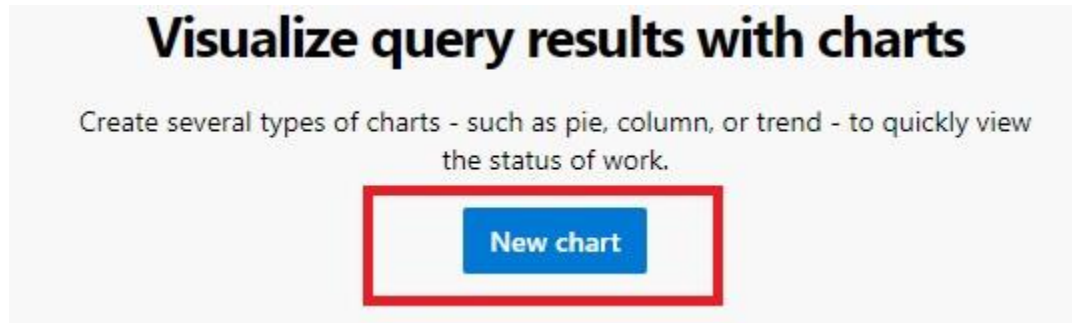 Visualize query results with charts
Create several types of charts - such as pie, column, or trend - to quickly view
the status of work.
New chart